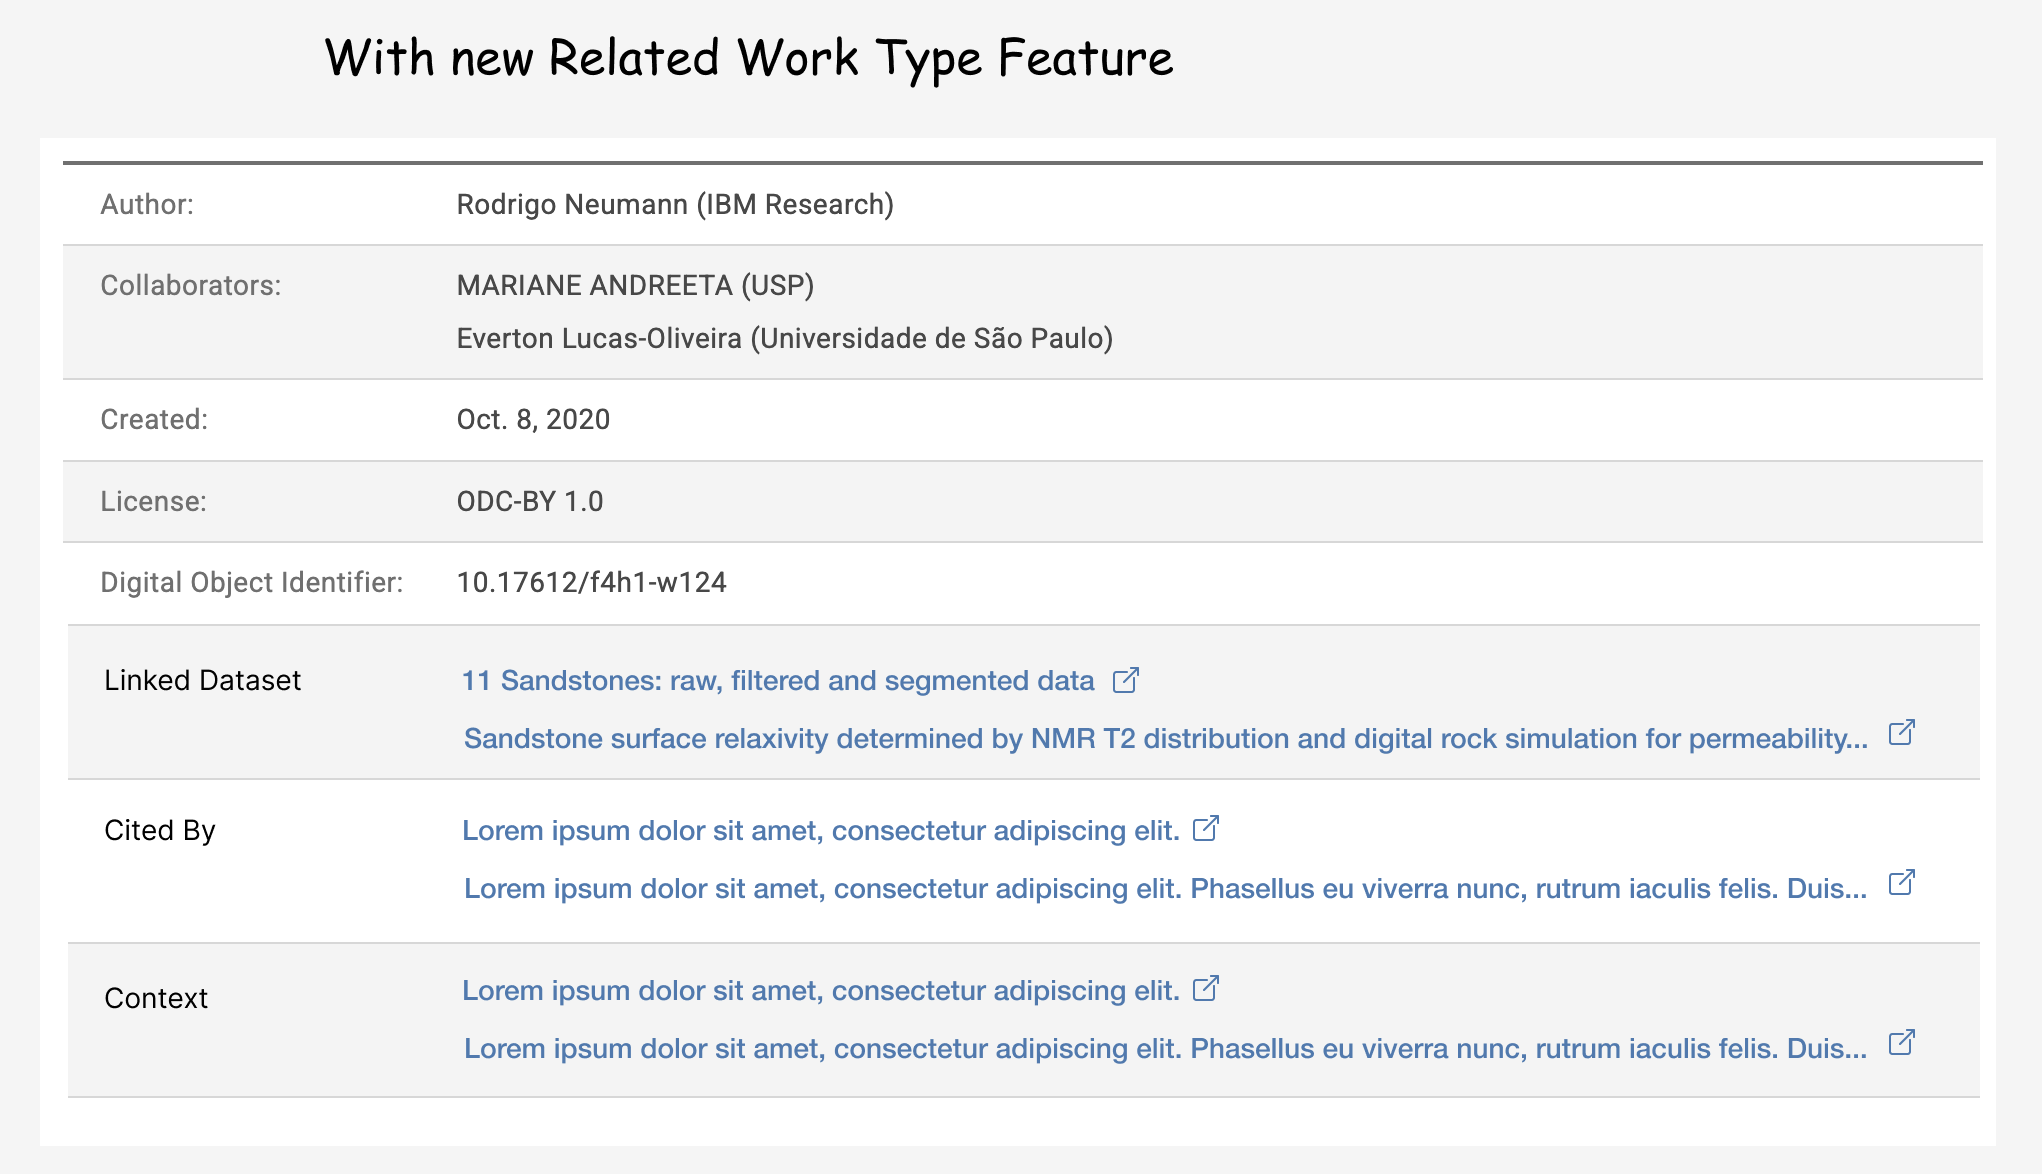 With new Related Work Type Feature
Author: Rodrigo Neumann (IBM Research)
Collaborators: MARIANE ANDREETA (USP)
Everton Lucas-Oliveira (Universidade de São Paulo)
Created: Oct. 8, 2020
License: ODC-BY 1.0
Digital Object Identifier: 10.17612/f4h1-w124
Linked Dataset 11 Sandstones: raw, filtered and segmented data
Sandstone surface relaxivity determined by NMR T2 distribution and digital rock simulation for permeability...
Cited By Lorem ipsum dolor sit amet, consectetur adipiscing elit.
Lorem ipsum dolor sit amet, consectetur adipiscing elit. Phasellus eu viverra nunc, rutrum iaculis felis. Duis...
Context Lorem ipsum dolor sit amet, consectetur adipiscing elit.
Lorem ipsum dolor sit amet, consectetur adipiscing elit. Phasellus eu viverra nunc, rutrum iaculis felis. Duis...